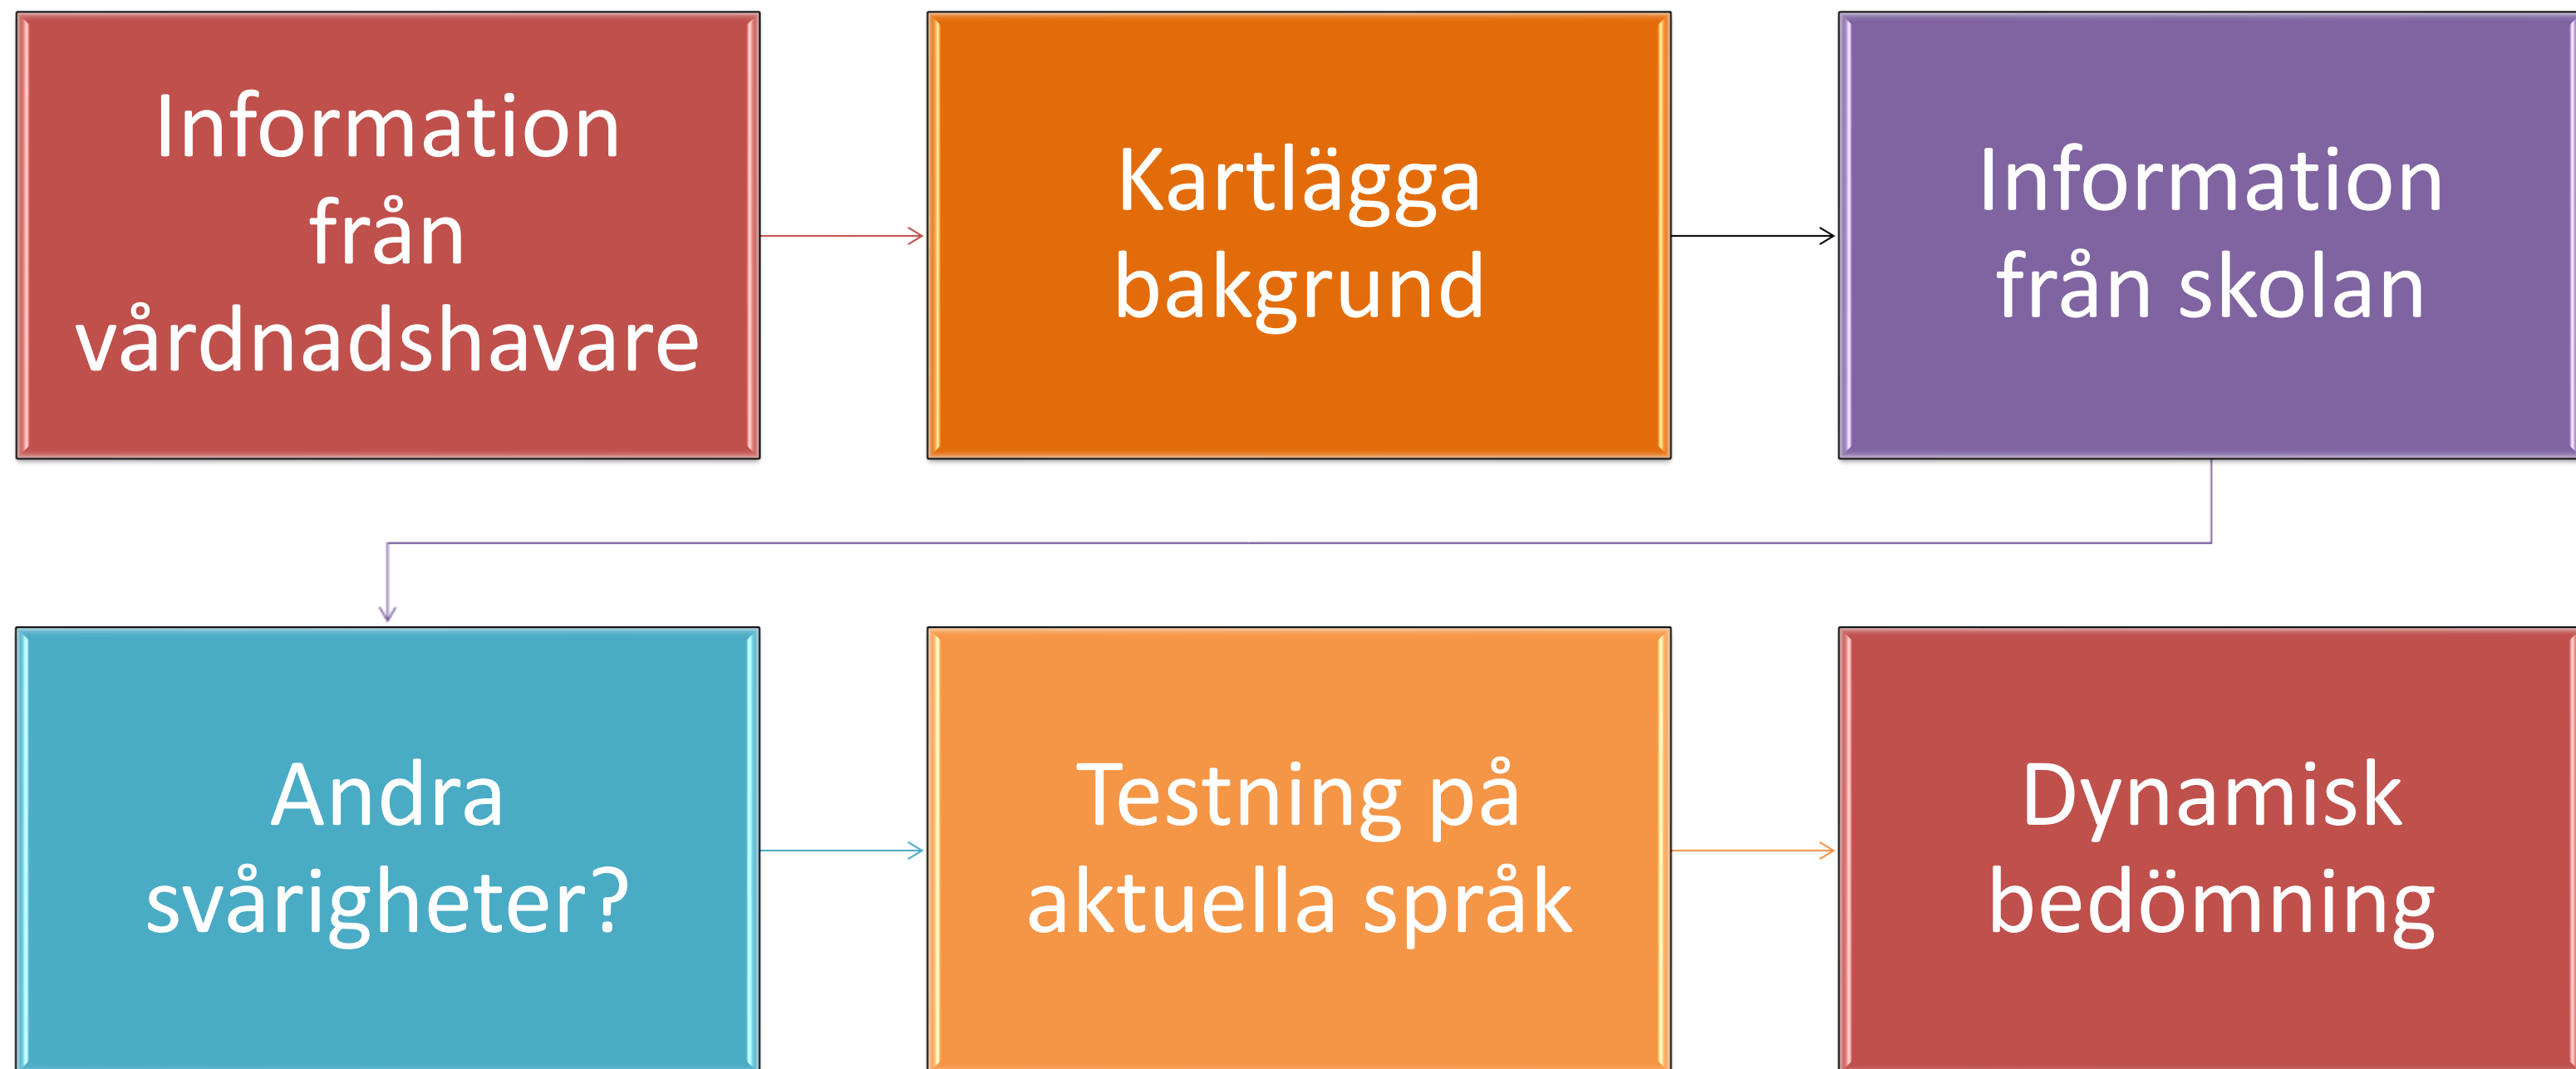 Information
från
vårdnadshavare
Kartlägga
bakgrund
Information
från skolan
Andra
svårigheter?
Testning på
aktuella språk
Dynamisk
bedömning